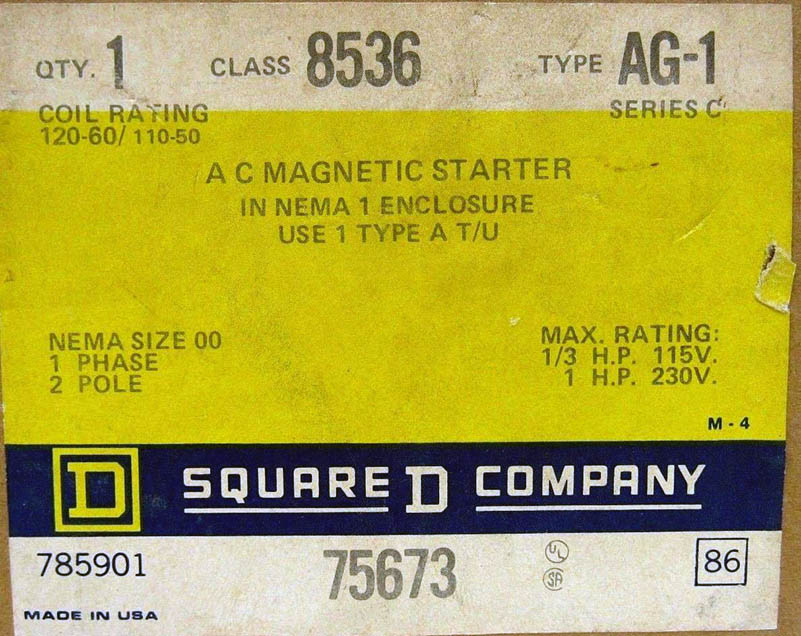 QTY. 1 CLASS 8536 TYPE AG-1
COIL RATING SERIES C
120-60/ 110-50
A C MAGNETIC STARTER
IN NEMA 1 ENCLOSURE
USE 1 TYPE A T/U
NEMA SIZE 00
1 PHASE
2 POLE
MAX. RATING:
1/3 H.P. 115V.
1 H.P. 230V.
M - 4
D SQUARE D COMPANY
785901 75673 UL SA 86
MADE IN USA